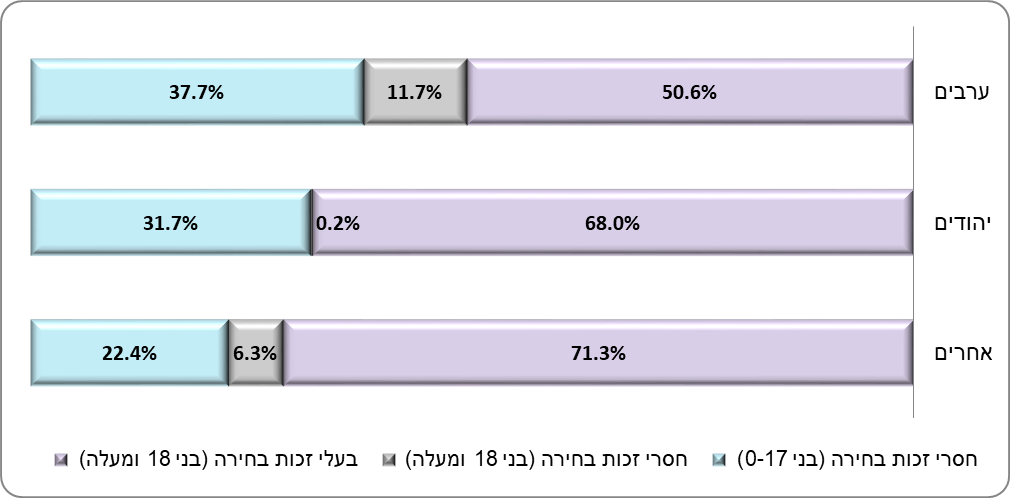 ערבים 50.6% 11.7% 37.7%
יהודים 68.0% 0.2% 31.7%
אחרים 71.3% 6.3% 22.4%
חסרי זכות בחירה (בני 0-17) חסרי זכות בחירה (בני 18 ומעלה) בעלי זכות בחירה (בני 18 ומעלה)